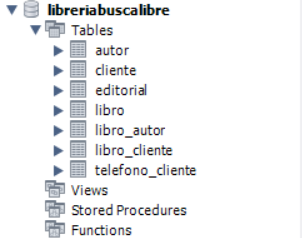 libreriabuscalibre
Tables
autor
cliente
editorial
libro
libro_autor
libro_cliente
telefono_cliente
Views
Stored Procedures
Functions